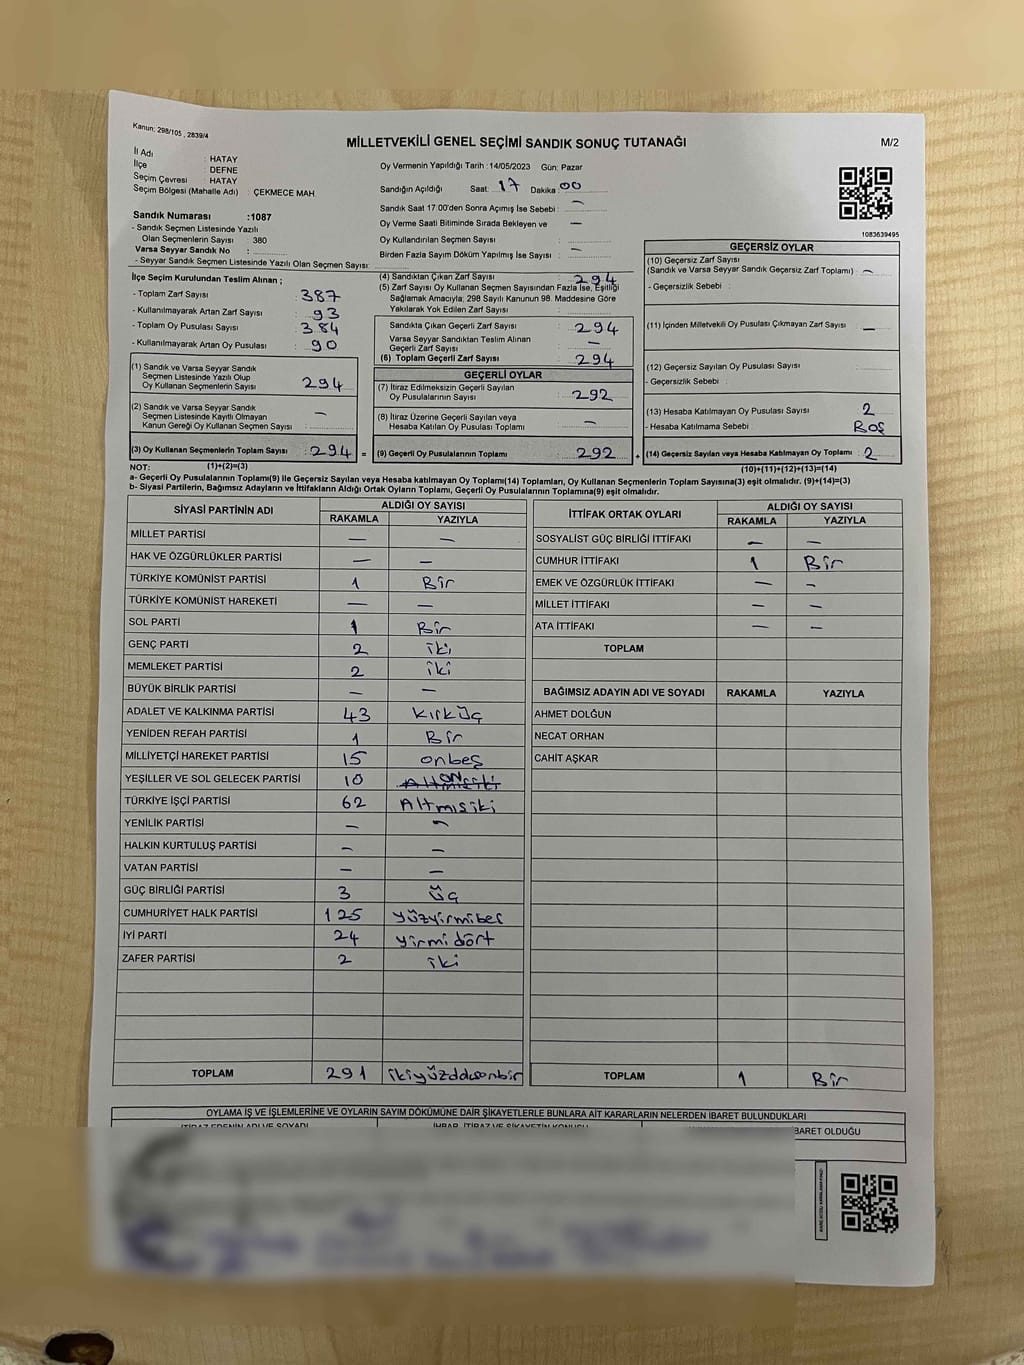 Kanun: 298/105 , 2839/4
MİLLETVEKİLİ GENEL SEÇİMİ SANDIK SONUÇ TUTANAĞI
M/2
İl Adı : HATAY
İlçe : DEFNE
Seçim Çevresi : HATAY
Seçim Bölgesi (Mahalle Adı) : ÇEKMECE MAH.
Oy Vermenin Yapıldığı Tarih : 14/05/2023 Gün: Pazar
Sandığın Açıldığı Saat: 17 Dakika: 00
Sandık Saat 17:00'den Sonra Açımış İse Sebebi : —
Oy Verme Saati Bitiminde Sırada Bekleyen ve —
Oy Kullandırılan Seçmen Sayısı :
Birden Fazla Sayım Döküm Yapılmış İse Sayısı : —
1083639495
Sandık Numarası :1087
- Sandık Seçmen Listesinde Yazılı
Olan Seçmenlerin Sayısı : 380
Varsa Seyyar Sandık No :
- Seyyar Sandık Seçmen Listesinde Yazılı Olan Seçmen Sayısı:
İlçe Seçim Kurulundan Teslim Alınan ;
- Toplam Zarf Sayısı : 387
- Kullanılmayarak Artan Zarf Sayısı : 93
- Toplam Oy Pusulası Sayısı : 384
- Kullanılmayarak Artan Oy Pusulası : 90
(1) Sandık ve Varsa Seyyar Sandık
Seçmen Listesinde Yazılı Olup
Oy Kullanan Seçmenlerin Sayısı : 294
(2) Sandık ve Varsa Seyyar Sandık
Seçmen Listesinde Kayıtlı Olmayan
Kanun Gereği Oy Kullanan Seçmen Sayısı : —
(3) Oy Kullanan Seçmenlerin Toplam Sayısı : 294 =
(4) Sandıktan Çıkan Zarf Sayısı : 294
(5) Zarf Sayısı Oy Kullanan Seçmen Sayısından Fazla İse, Eşitliği
Sağlamak Amacıyla; 298 Sayılı Kanunun 98. Maddesine Göre
Yakılarak Yok Edilen Zarf Sayısı :
Sandıkta Çıkan Geçerli Zarf Sayısı : 294
Varsa Seyyar Sandıktan Teslim Alınan
Geçerli Zarf Sayısı : —
(6) Toplam Geçerli Zarf Sayısı : 294
GEÇERLİ OYLAR
(7) İtiraz Edilmeksizin Geçerli Sayılan
Oy Pusulalarının Sayısı : 292
(8) İtiraz Üzerine Geçerli Sayılan veya
Hesaba Katılan Oy Pusulası Toplamı : —
(9) Geçerli Oy Pusulalarının Toplamı : 292 +
GEÇERSİZ OYLAR
(10) Geçersiz Zarf Sayısı
(Sandık ve Varsa Seyyar Sandık Geçersiz Zarf Toplamı) : —
- Geçersizlik Sebebi :
(11) İçinden Milletvekili Oy Pusulası Çıkmayan Zarf Sayısı : —
(12) Geçersiz Sayılan Oy Pusulası Sayısı :
- Geçersizlik Sebebi :
(13) Hesaba Katılmayan Oy Pusulası Sayısı : 2
- Hesaba Katılmama Sebebi : Boş
(14) Geçersiz Sayılan veya Hesaba Katılmayan Oy Toplamı : 2
NOT: (1)+(2)=(3) (10)+(11)+(12)+(13)=(14)
a- Geçerli Oy Pusulalarının Toplamı(9) ile Geçersiz Sayılan veya Hesaba Katılmayan Oy Toplamı(14) Toplamları, Oy Kullanan Seçmenlerin Toplam Sayısına(3) eşit olmalıdır. (9)+(14)=(3)
b- Siyasi Partilerin, Bağımsız Adayların ve İttifakların Aldığı Ortak Oyların Toplamı, Geçerli Oy Pusulalarının Toplamına(9) eşit olmalıdır.
SİYASİ PARTİNİN ADI ALDIĞI OY SAYISI
RAKAMLA YAZIYLA
MİLLET PARTİSİ — —
HAK VE ÖZGÜRLÜKLER PARTİSİ — —
TÜRKİYE KOMÜNİST PARTİSİ 1 Bir
TÜRKİYE KOMÜNİST HAREKETİ — —
SOL PARTİ 1 Bir
GENÇ PARTİ 2 iki
MEMLEKET PARTİSİ 2 iki
BÜYÜK BİRLİK PARTİSİ — —
ADALET VE KALKINMA PARTİSİ 43 kırküç
YENİDEN REFAH PARTİSİ 1 Bir
MİLLİYETÇİ HAREKET PARTİSİ 15 onbeş
YEŞİLLER VE SOL GELECEK PARTİSİ 10 on
TÜRKİYE İŞÇİ PARTİSİ 62 Altmışiki
YENİLİK PARTİSİ — —
HALKIN KURTULUŞ PARTİSİ — —
VATAN PARTİSİ — —
GÜÇ BİRLİĞİ PARTİSİ 3 üç
CUMHURİYET HALK PARTİSİ 125 yüzyirmibeş
İYİ PARTİ 24 yirmi dört
ZAFER PARTİSİ 2 iki
TOPLAM 291
İTTİFAK ORTAK OYLARI ALDIĞI OY SAYISI
RAKAMLA YAZIYLA
SOSYALİST GÜÇ BİRLİĞİ İTTİFAKI — —
CUMHUR İTTİFAKI 1 Bir
EMEK VE ÖZGÜRLÜK İTTİFAKI — —
MİLLET İTTİFAKI — —
ATA İTTİFAKI — —
TOPLAM
BAĞIMSIZ ADAYIN ADI VE SOYADI RAKAMLA YAZIYLA
AHMET DOLĞUN
NECAT ORHAN
CAHİT AŞKAR
TOPLAM 1 Bir
OYLAMA İŞ VE İŞLEMLERİNE VE OYLARIN SAYIM DÖKÜMÜNE DAİR ŞİKAYETLERLE BUNLARA AİT KARARLARIN NELERDEN İBARET BULUNDUKLARI
İTİRAZ EDENİN ADI VE SOYADI İHBAR, İTİRAZ VE ŞİKAYETİN KONUSU BARET OLDUĞU